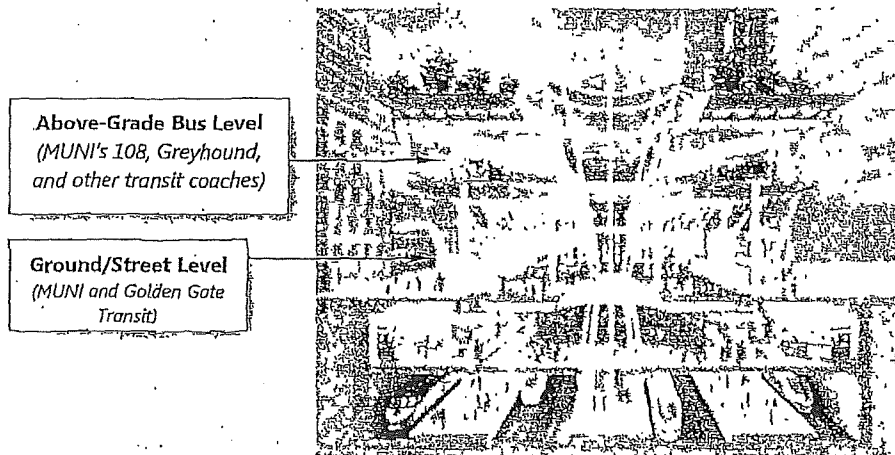 Above-Grade Bus Level
(MUNI's 108, Greyhound,
and other transit coaches)
Ground/Street Level
(MUNI and Golden Gate
Transit)